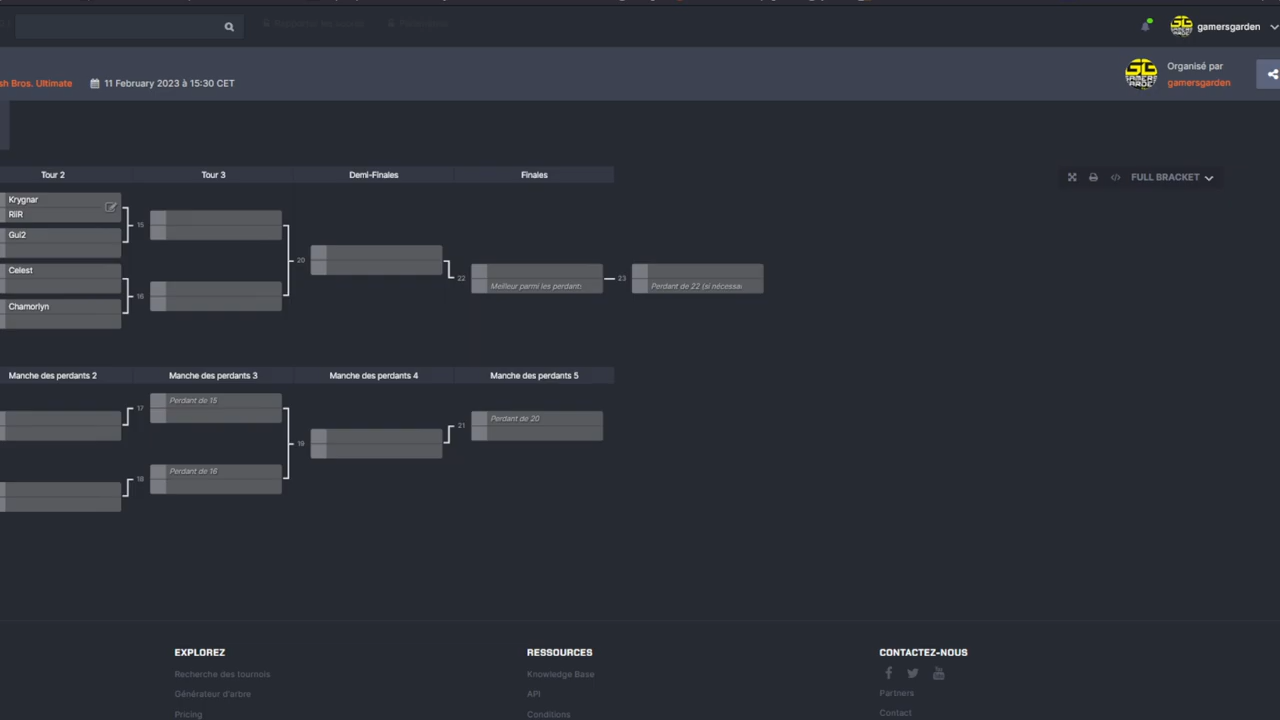 gamersgarden
sh Bros. Ultimate 11 February 2023 à 15:30 CET
Organisé par
gamersgarden
Tour 2 Tour 3 Demi-Finales Finales
FULL BRACKET
Krygnar
RiiR
Gui2
Celest
Chamorlyn
15
16
20
22
23
Meilleur parmi les perdants
Perdant de 22 (si nécessai
Manche des perdants 2 Manche des perdants 3 Manche des perdants 4 Manche des perdants 5
17
Perdant de 15
18
Perdant de 16
19
21
Perdant de 20
EXPLOREZ
Recherche des tournois
Générateur d'arbre
Pricing
RESSOURCES
Knowledge Base
API
Conditions
CONTACTEZ-NOUS
Partners
Contact